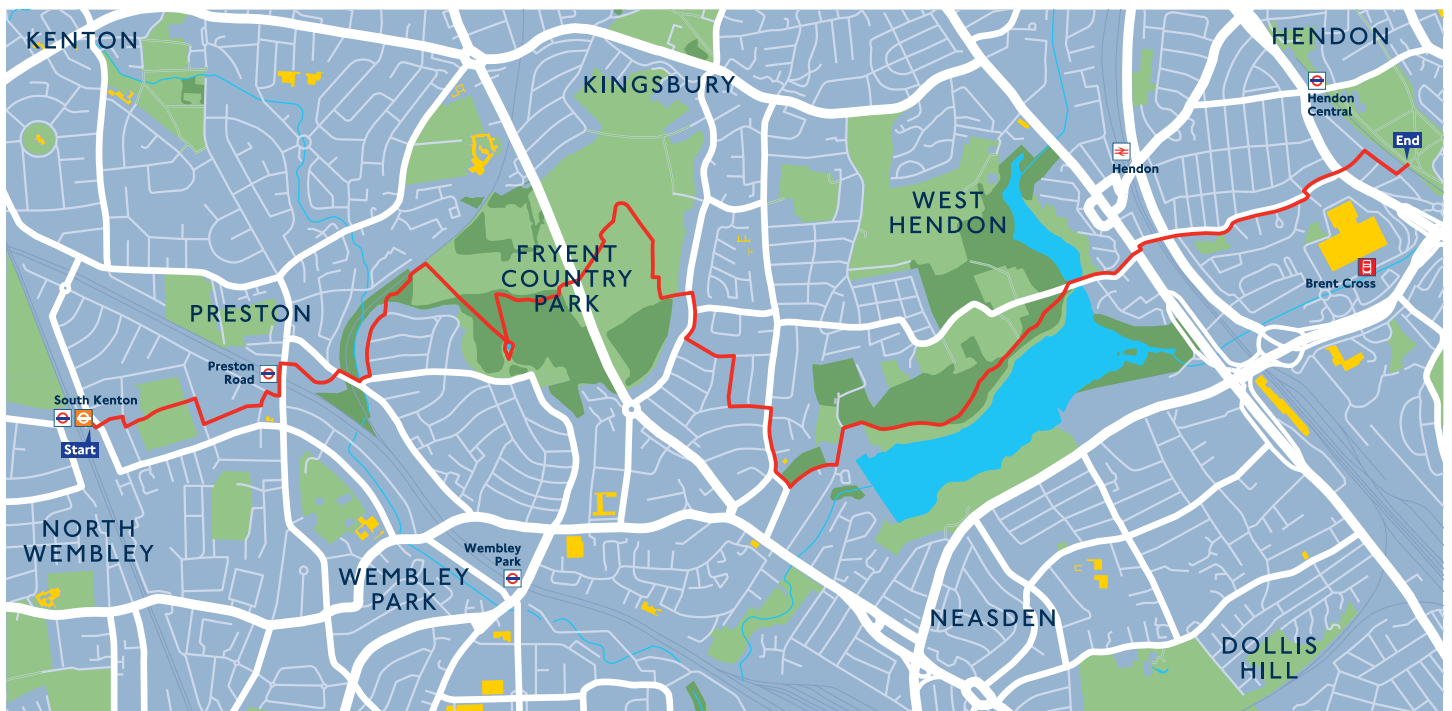 KENTON
HENDON
KINGSBURY
Hendon
Central
End
Hendon
WEST
HENDON
FRYENT
COUNTRY
PARK
Brent Cross
PRESTON
Preston
Road
South Kenton
Start
NORTH
WEMBLEY
Wembley
Park
WEMBLEY
PARK
NEASDEN
DOLLIS
HILL